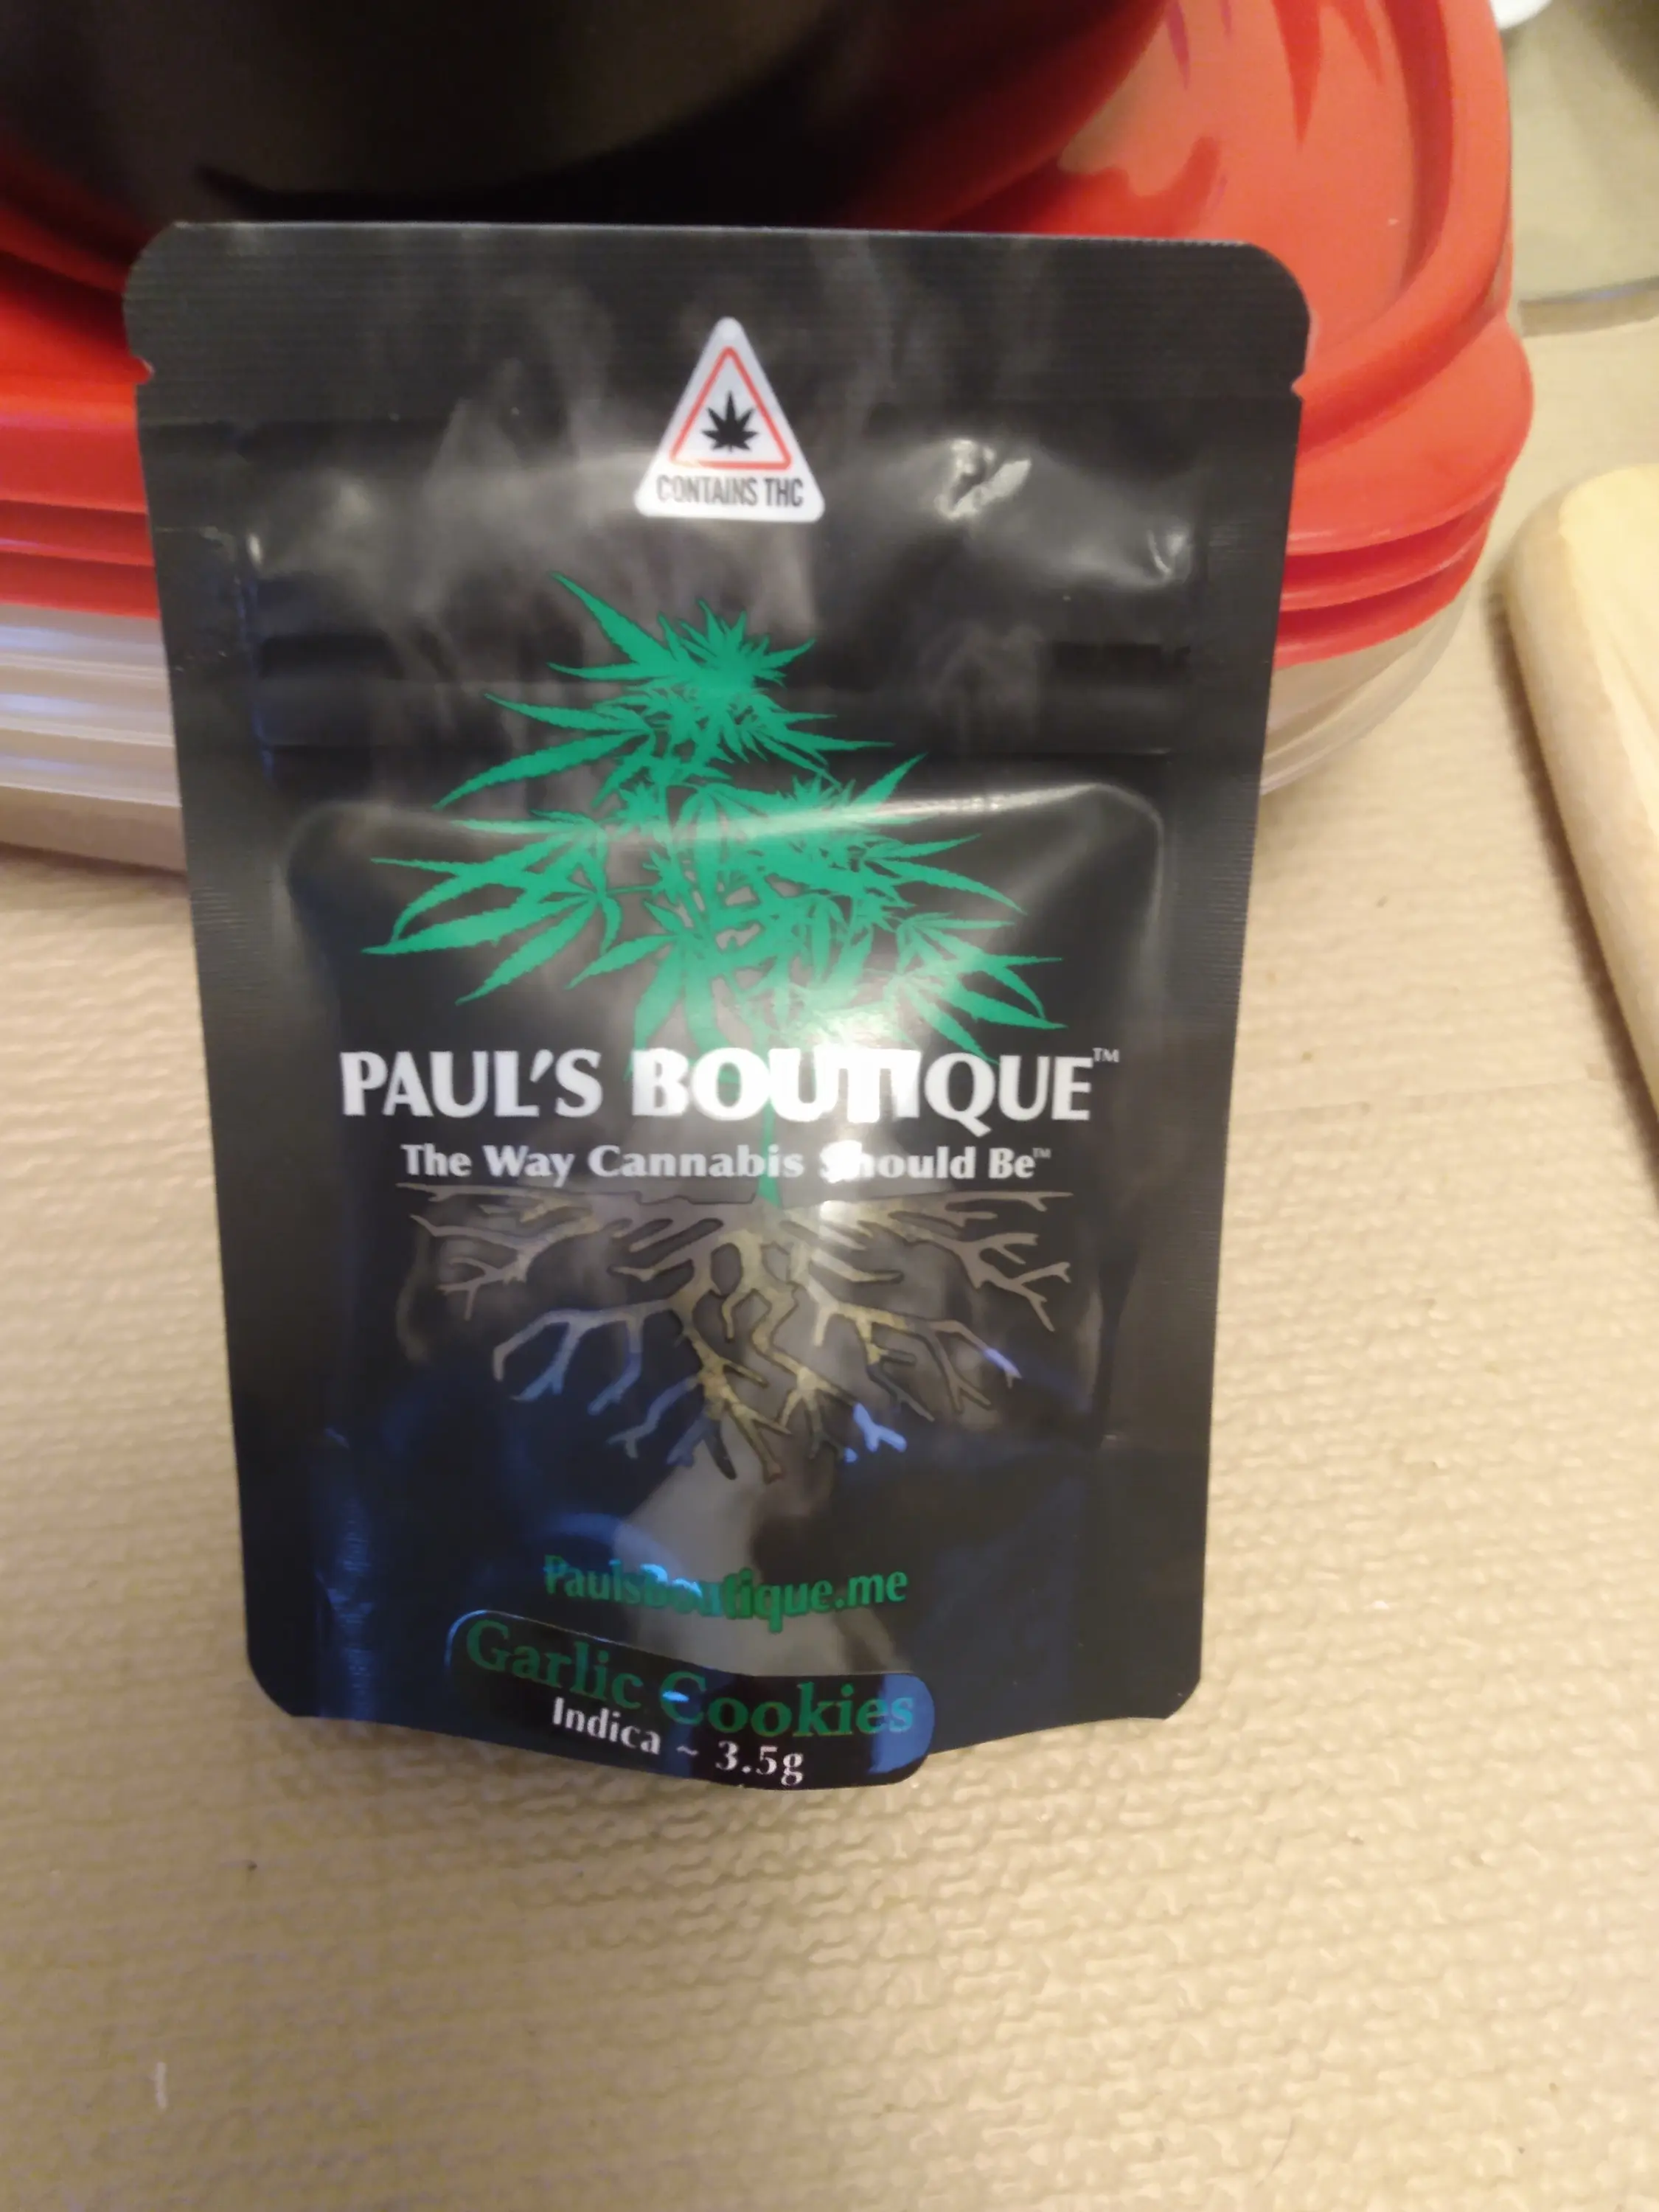 CONTAINS THC
PAUL'S BOUTIQUE™
The Way Cannabis Should Be™
PaulsBoutique.me
Garlic Cookies
Indica ~ 3.5g